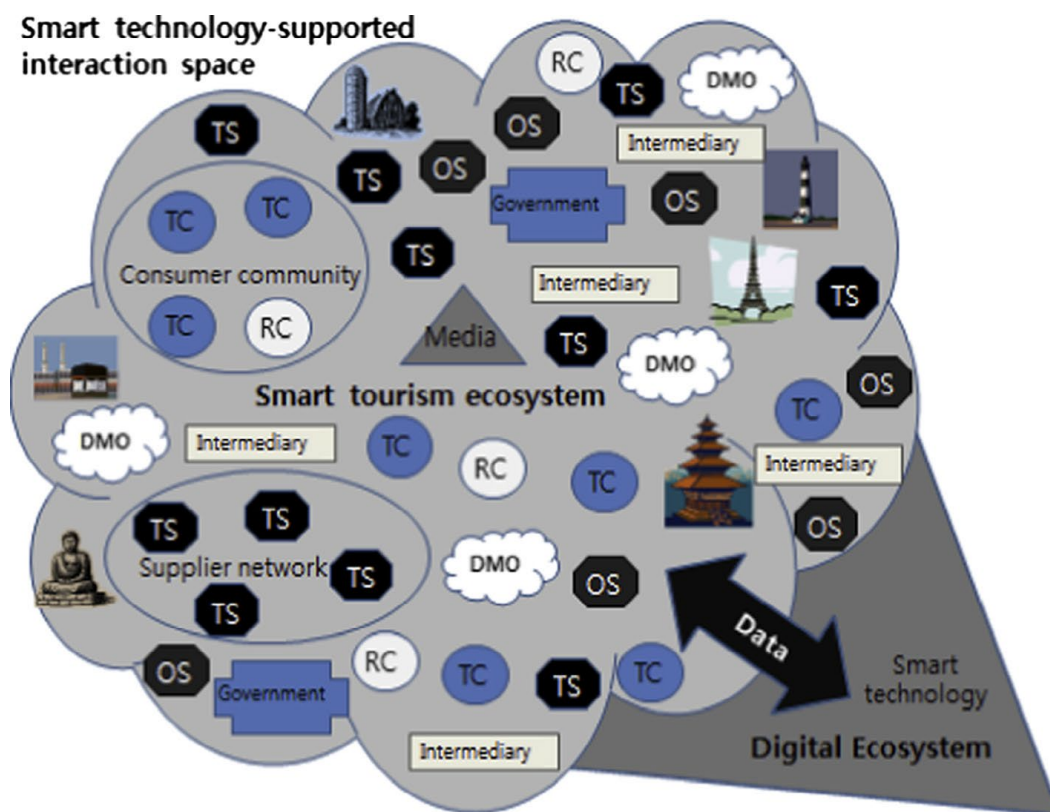 Smart technology-supported
interaction space
RC
TS
DMO
TS
OS
Intermediary
TS
OS
TC
TC
Government
OS
TS
Consumer community
Intermediary
TS
TC
RC
Media
TS
DMO
OS
Smart tourism ecosystem
TC
DMO
Intermediary
TC
RC
TC
Intermediary
TS
TS
OS
Supplier network
TS
DMO
OS
TS
Data
OS
RC
Government
TC
TS
TC
Smart
technology
Intermediary
Digital Ecosystem